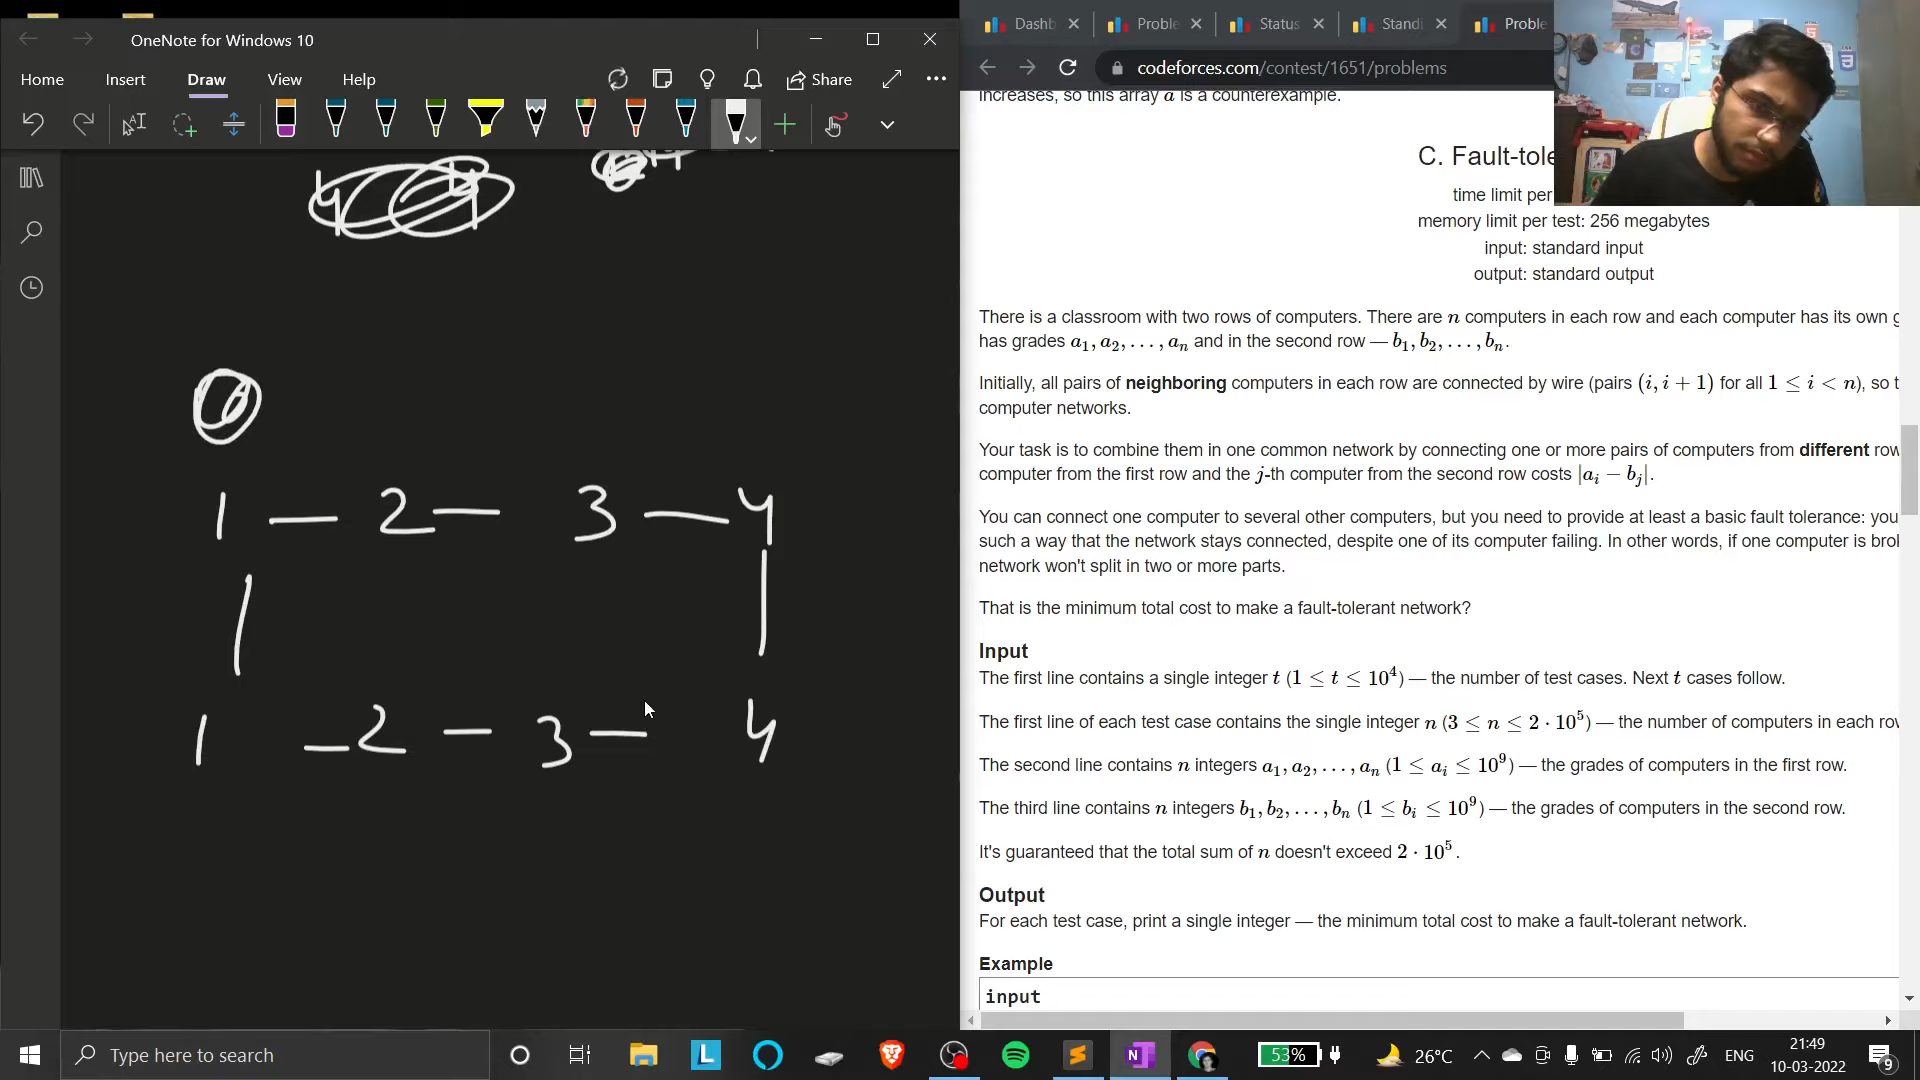 OneNote for Windows 10
Home Insert Draw View Help Share
1 — 2 — 3 — 4
1 — 2 — 3 — 4
Type here to search
Dashb Proble Status Standi Proble
codeforces.com/contest/1651/problems
increases, so this array a is a counterexample.
C. Fault-tole
time limit per
memory limit per test: 256 megabytes
input: standard input
output: standard output
There is a classroom with two rows of computers. There are n computers in each row and each computer has its own g
has grades a₁, a₂, …, aₙ and in the second row — b₁, b₂, …, bₙ.
Initially, all pairs of neighboring computers in each row are connected by wire (pairs (i, i + 1) for all 1 ≤ i < n), so t
computer networks.
Your task is to combine them in one common network by connecting one or more pairs of computers from different row
computer from the first row and the j-th computer from the second row costs |aᵢ − bⱼ|.
You can connect one computer to several other computers, but you need to provide at least a basic fault tolerance: you
such a way that the network stays connected, despite one of its computer failing. In other words, if one computer is brok
network won't split in two or more parts.
That is the minimum total cost to make a fault-tolerant network?
Input
The first line contains a single integer t (1 ≤ t ≤ 10⁴) — the number of test cases. Next t cases follow.
The first line of each test case contains the single integer n (3 ≤ n ≤ 2 · 10⁵) — the number of computers in each row
The second line contains n integers a₁, a₂, …, aₙ (1 ≤ aᵢ ≤ 10⁹) — the grades of computers in the first row.
The third line contains n integers b₁, b₂, …, bₙ (1 ≤ bᵢ ≤ 10⁹) — the grades of computers in the second row.
It's guaranteed that the total sum of n doesn't exceed 2 · 10⁵.
Output
For each test case, print a single integer — the minimum total cost to make a fault-tolerant network.
Example
input
53% 26°C ENG 21:49
10-03-2022
9